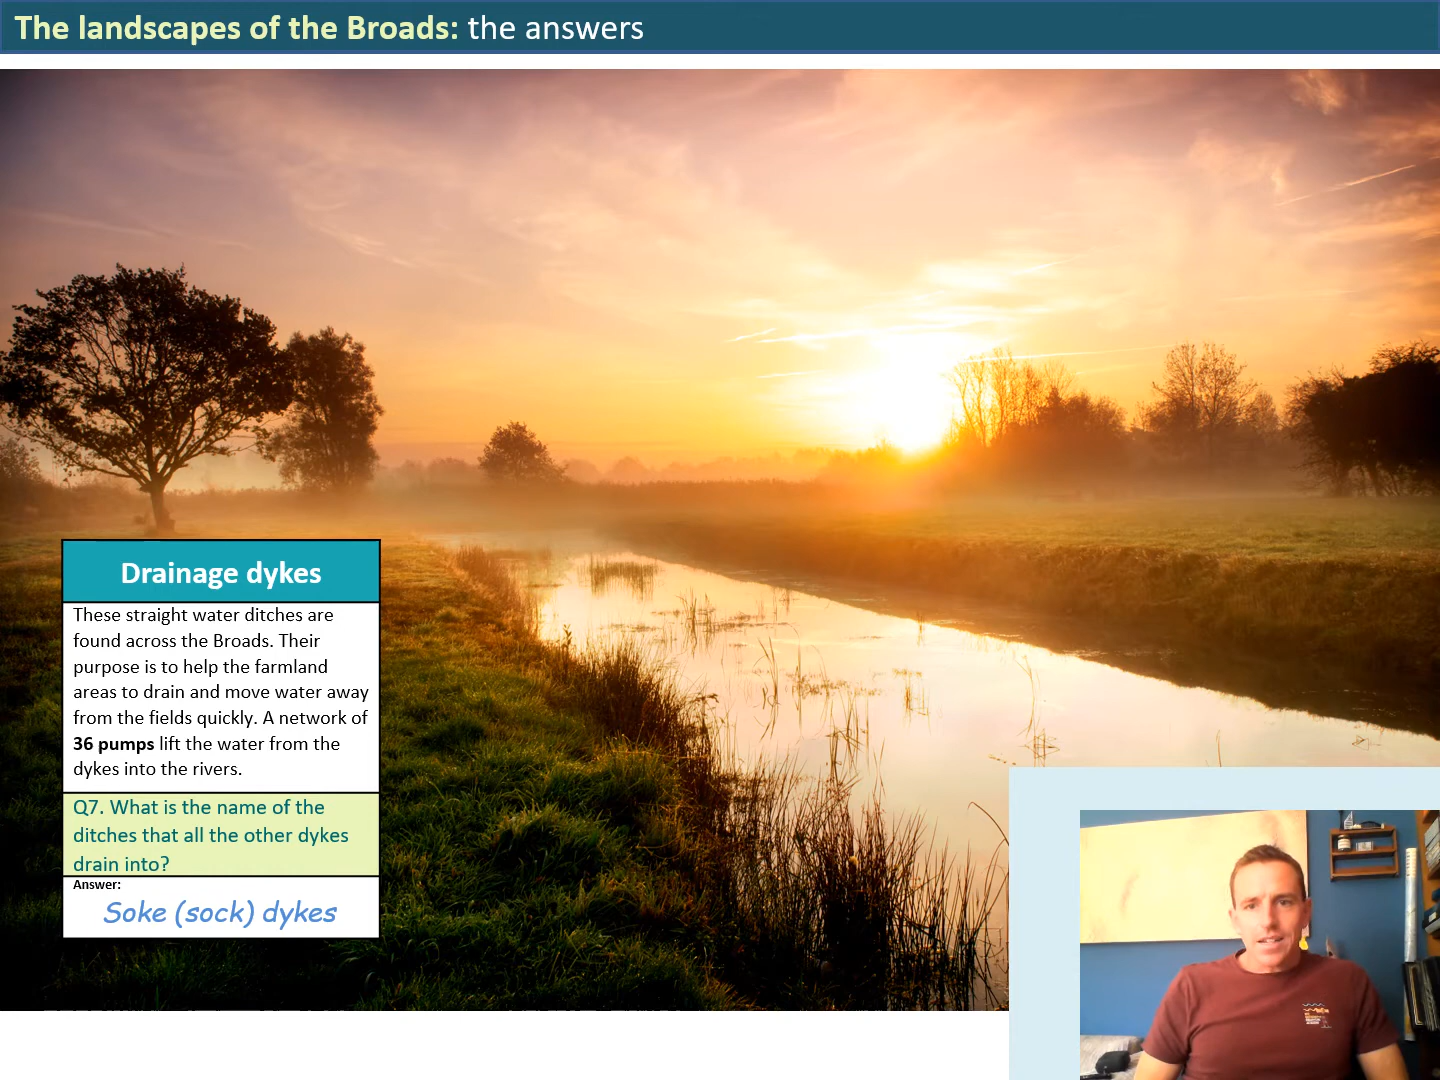 The landscapes of the Broads: the answers
Drainage dykes
These straight water ditches are
found across the Broads. Their
purpose is to help the farmland
areas to drain and move water away
from the fields quickly. A network of
36 pumps lift the water from the
dykes into the rivers.
Q7. What is the name of the
ditches that all the other dykes
drain into?
Answer:
Soke (sock) dykes